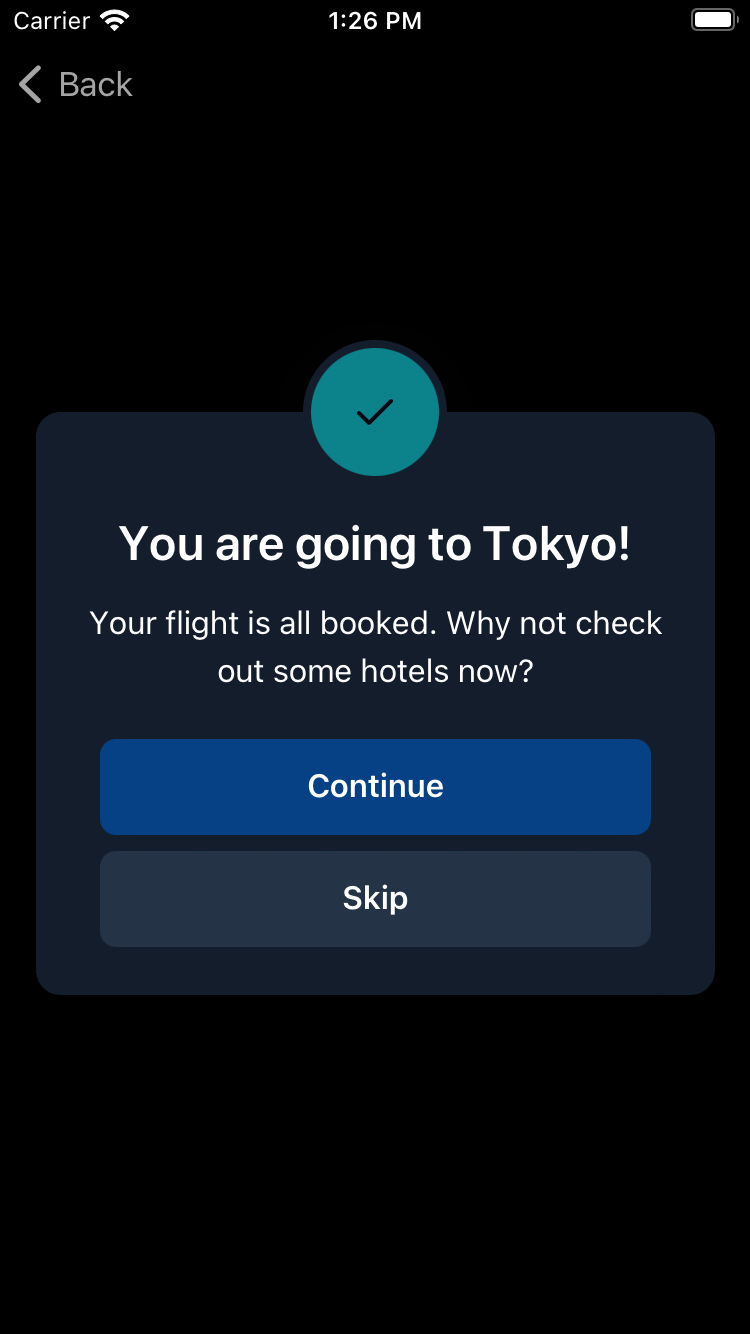 Carrier 1:26 PM
Back
You are going to Tokyo!
Your flight is all booked. Why not check
out some hotels now?
Continue
Skip